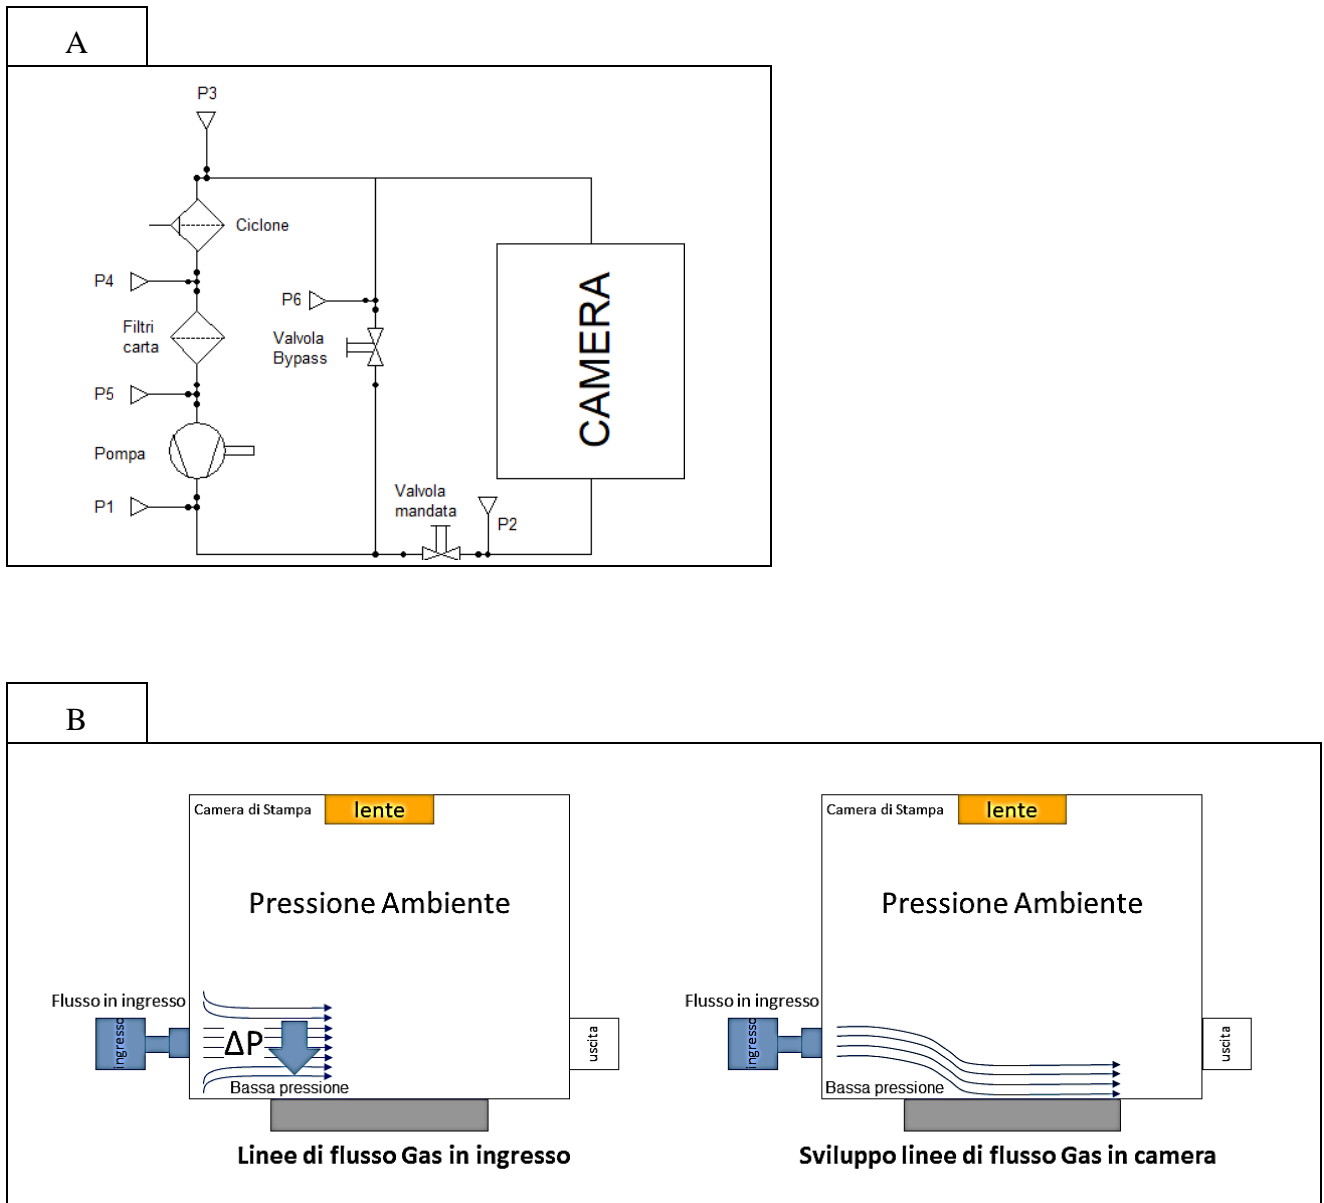 A
P3
Ciclone
P4
P6
Filtri
carta
Valvola
Bypass
CAMERA
P5
Pompa
P1
Valvola
mandata
P2
B
Camera di Stampa
lente
Pressione Ambiente
Flusso in ingresso
ingresso
ΔP
uscita
Bassa pressione
Linee di flusso Gas in ingresso
Camera di Stampa
lente
Pressione Ambiente
Flusso in ingresso
ingresso
uscita
Bassa pressione
Sviluppo linee di flusso Gas in camera